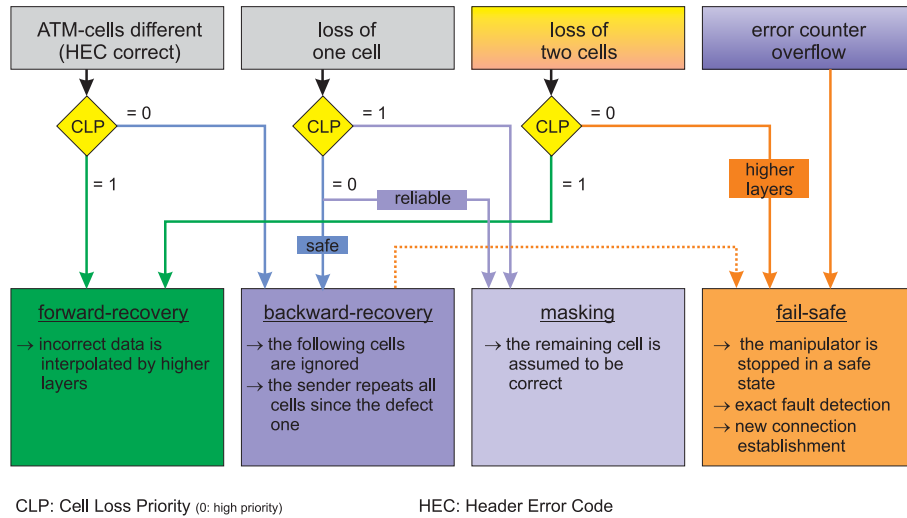 ATM-cells different
(HEC correct)
loss of
one cell
loss of
two cells
error counter
overflow
CLP
= 0
CLP
= 1
CLP
= 0
= 1
= 0
= 1
higher
layers
reliable
safe
forward-recovery
→ incorrect data is
interpolated by higher
layers
backward-recovery
→ the following cells
are ignored
→ the sender repeats all
cells since the defect
one
masking
→ the remaining cell is
assumed to be
correct
fail-safe
→ the manipulator is
stopped in a safe
state
→ exact fault detection
→ new connection
establishment
CLP: Cell Loss Priority (0: high priority)
HEC: Header Error Code